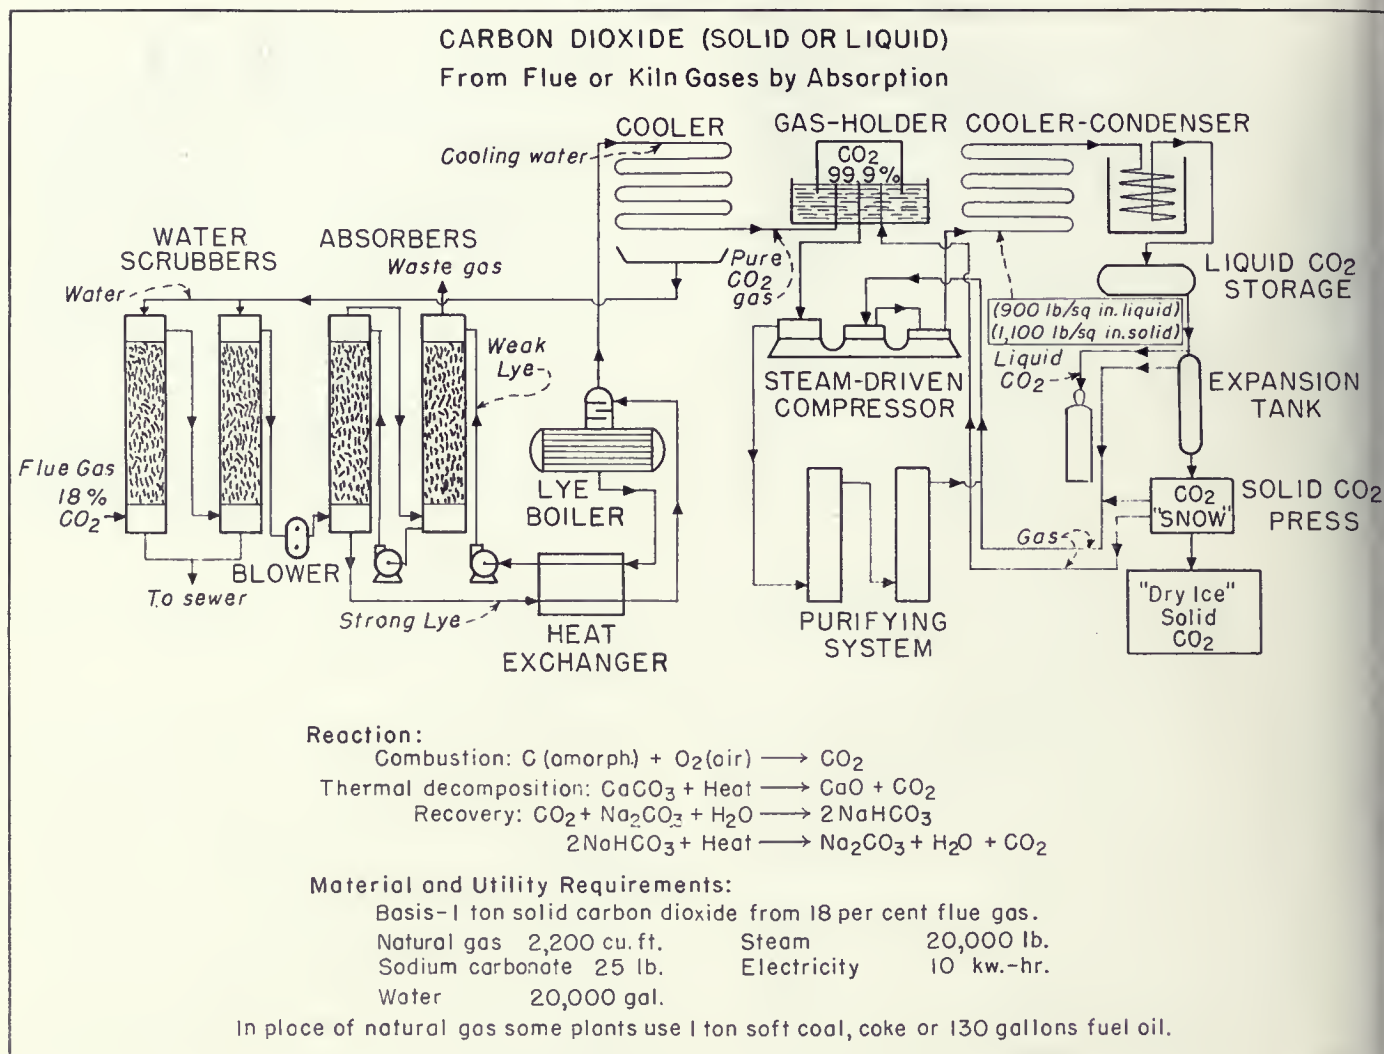 CARBON DIOXIDE (SOLID OR LIQUID)
From Flue or Kiln Gases by Absorption
COOLER
GAS-HOLDER
COOLER-CONDENSER
Cooling water
CO2
99.9%
WATER
SCRUBBERS
ABSORBERS
Waste gas
Water
Pure
CO2
gas
LIQUID CO2
STORAGE
(900 lb/sq in. liquid)
(1,100 lb/sq in. solid)
Weak
Lye
Liquid
CO2
STEAM-DRIVEN
COMPRESSOR
EXPANSION
TANK
Flue Gas
18%
CO2
LYE
BOILER
CO2
"SNOW"
SOLID CO2
PRESS
Gas
BLOWER
To sewer
Strong Lye
HEAT
EXCHANGER
PURIFYING
SYSTEM
"Dry Ice"
Solid
CO2
Reaction:
Combustion: C (amorph.) + O2 (air) ⟶ CO2
Thermal decomposition: CaCO3 + Heat ⟶ CaO + CO2
Recovery: CO2 + Na2CO3 + H2O ⟶ 2NaHCO3
2NaHCO3 + Heat ⟶ Na2CO3 + H2O + CO2
Material and Utility Requirements:
Basis-1 ton solid carbon dioxide from 18 per cent flue gas.
Natural gas 2,200 cu. ft. Steam 20,000 lb.
Sodium carbonate 25 lb. Electricity 10 kw.-hr.
Water 20,000 gal.
In place of natural gas some plants use 1 ton soft coal, coke or 130 gallons fuel oil.